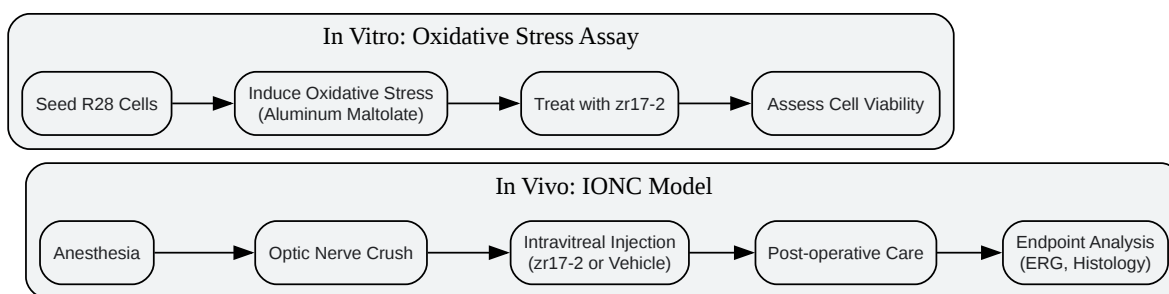 In Vitro: Oxidative Stress Assay
Seed R28 Cells
Induce Oxidative Stress
(Aluminum Maltolate)
Treat with zr17-2
Assess Cell Viability
In Vivo: IONC Model
Anesthesia
Optic Nerve Crush
Intravitreal Injection
(zr17-2 or Vehicle)
Post-operative Care
Endpoint Analysis
(ERG, Histology)